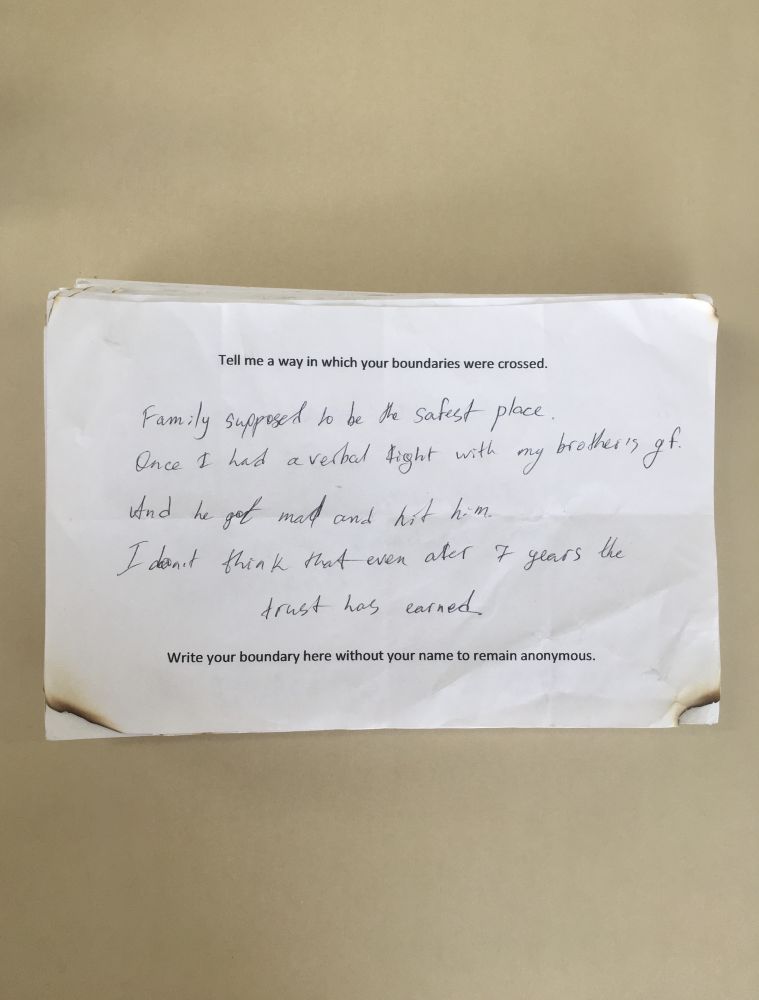 Tell me a way in which your boundaries were crossed.
Family supposed to be the safest place.
Once I had a verbal fight with my brother's gf.
And he got mad and hit him.
I don't think that even ater 7 years the
trust has earned.
Write your boundary here without your name to remain anonymous.